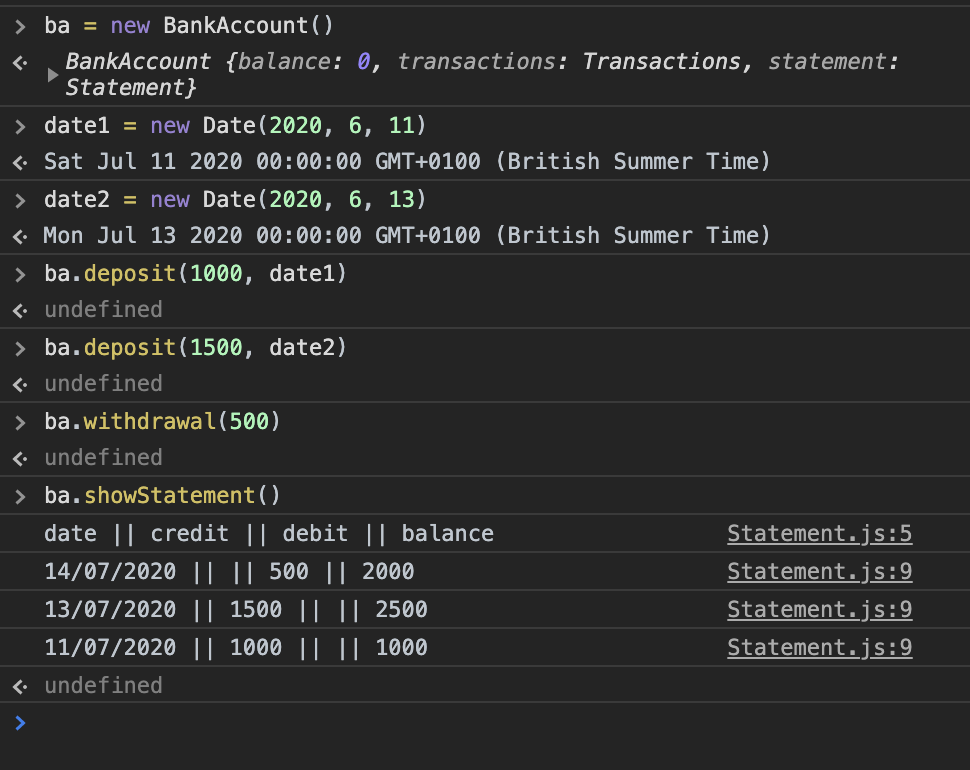 > ba = new BankAccount()
BankAccount {balance: 0, transactions: Transactions, statement:
Statement}
> date1 = new Date(2020, 6, 11)
Sat Jul 11 2020 00:00:00 GMT+0100 (British Summer Time)
> date2 = new Date(2020, 6, 13)
Mon Jul 13 2020 00:00:00 GMT+0100 (British Summer Time)
> ba.deposit(1000, date1)
undefined
> ba.deposit(1500, date2)
undefined
> ba.withdrawal(500)
undefined
> ba.showStatement()
date || credit || debit || balance Statement.js:5
14/07/2020 || || 500 || 2000 Statement.js:9
13/07/2020 || 1500 || || 2500 Statement.js:9
11/07/2020 || 1000 || || 1000 Statement.js:9
undefined
>